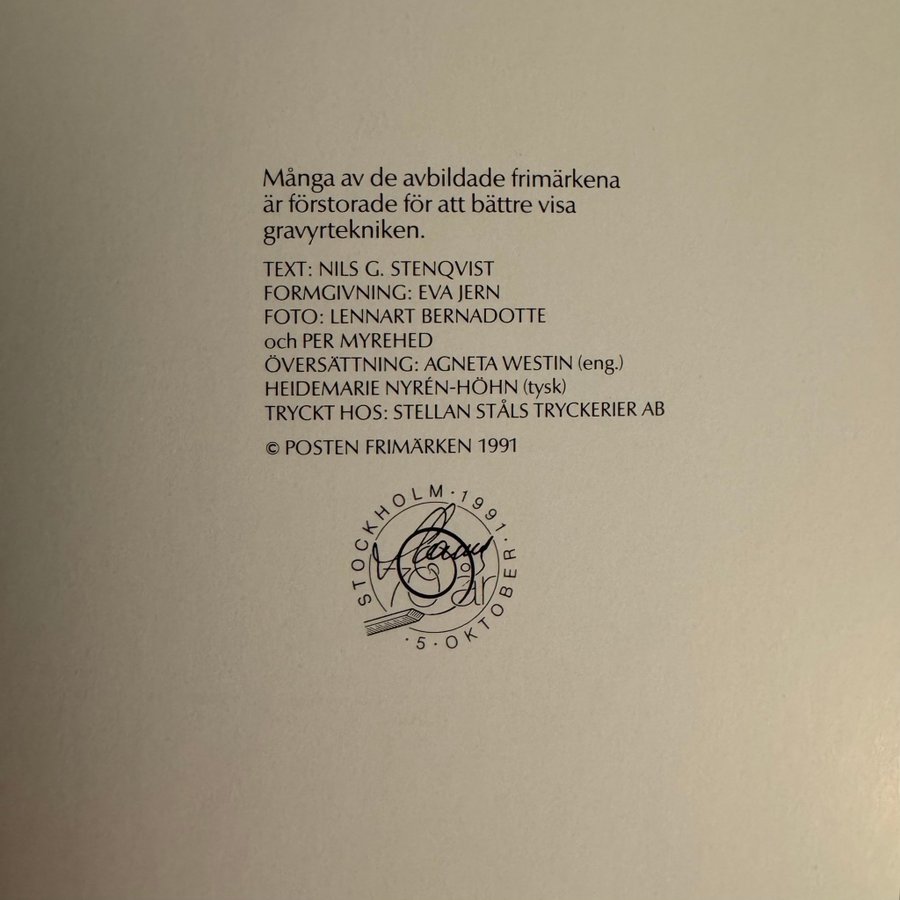 Många av de avbildade frimärkena
är förstorade för att bättre visa
gravyrtekniken.
TEXT: NILS G. STENQVIST
FORMGIVNING: EVA JERN
FOTO: LENNART BERNADOTTE
och PER MYREHED
ÖVERSÄTTNING: AGNETA WESTIN (eng.)
HEIDEMARIE NYRÉN-HÖHN (tysk)
TRYCKT HOS: STELLAN STÅLS TRYCKERIER AB
© POSTEN FRIMÄRKEN 1991
STOCKHOLM · 1991 ·
70 år
· 5 · OKTOBER ·